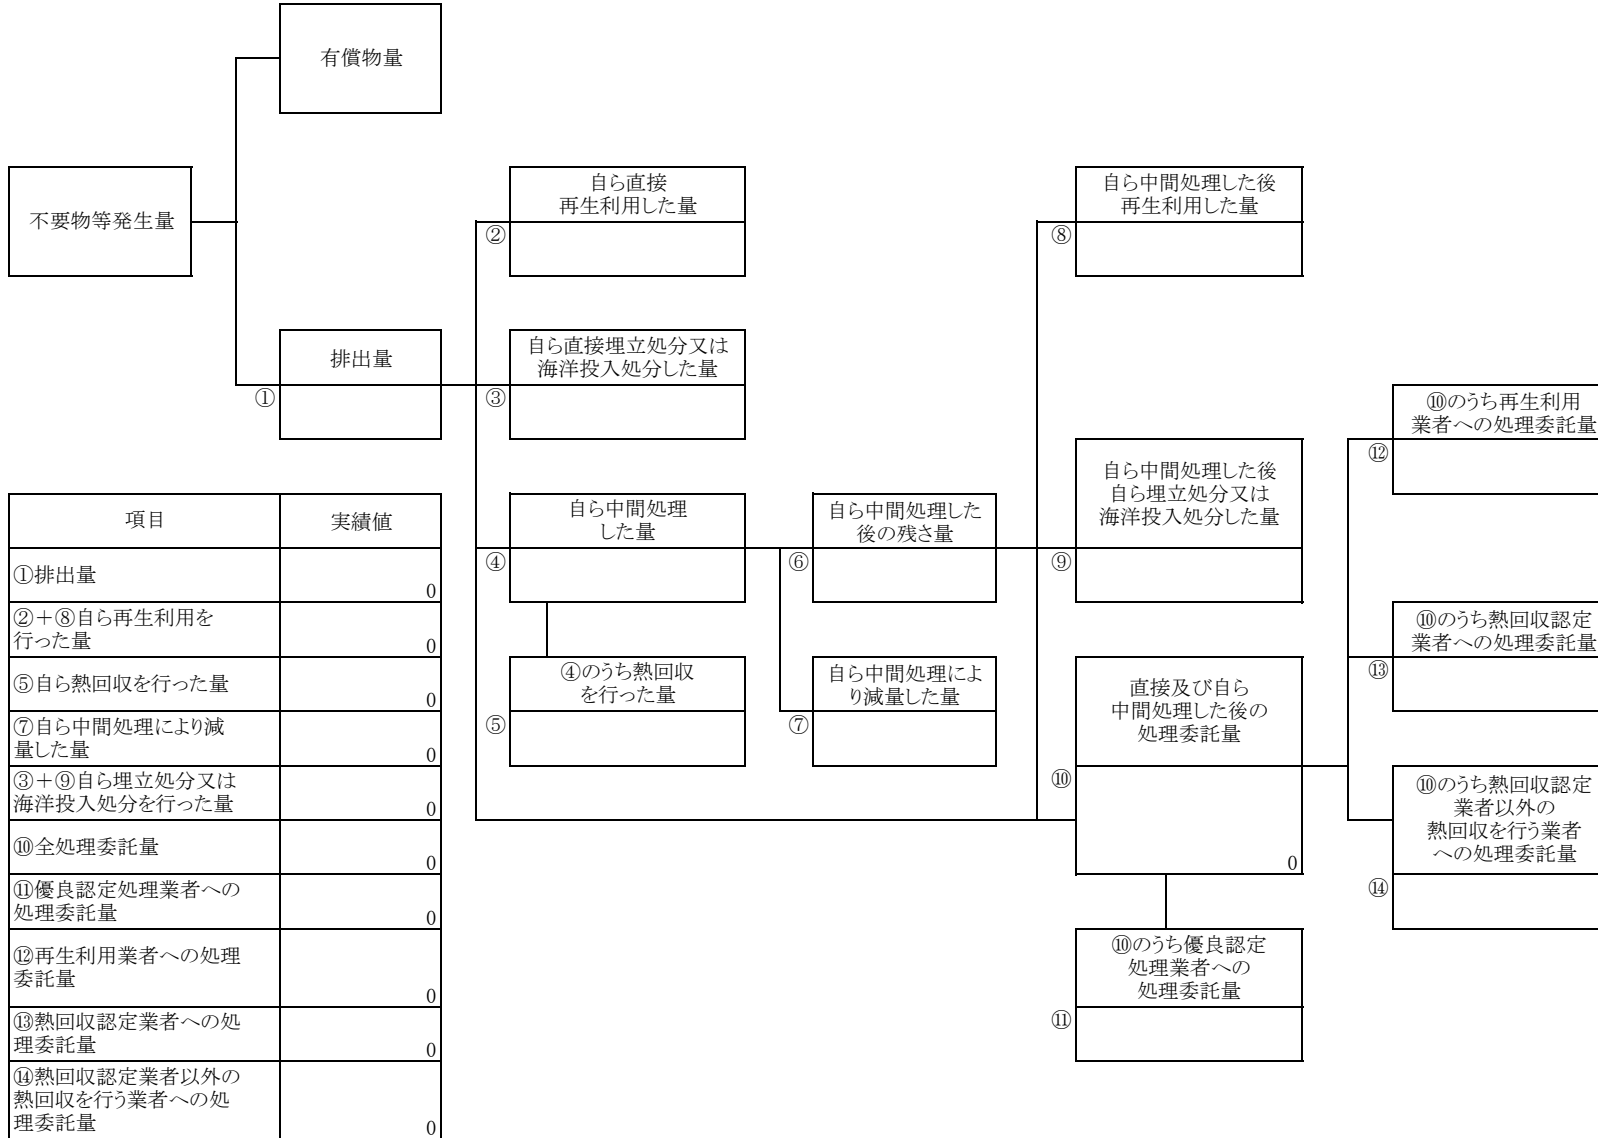 有償物量
不要物等発生量
自ら直接
再生利用した量
②
自ら中間処理した後
再生利用した量
⑧
排出量
①
自ら直接埋立処分又は
海洋投入処分した量
③
⑩のうち再生利用
業者への処理委託量
⑫
自ら中間処理した後
自ら埋立処分又は
海洋投入処分した量
⑨
自ら中間処理
した量
④
自ら中間処理した
後の残さ量
⑥
⑩のうち熱回収認定
業者への処理委託量
⑬
④のうち熱回収
を行った量
⑤
自ら中間処理によ
り減量した量
⑦
直接及び自ら
中間処理した後の
処理委託量
⑩
0
⑩のうち熱回収認定
業者以外の
熱回収を行う業者
への処理委託量
⑭
⑩のうち優良認定
処理業者への
処理委託量
⑪
項目 実績値
①排出量
0
②+⑧自ら再生利用を
行った量 0
⑤自ら熱回収を行った量
0
⑦自ら中間処理により減
量した量 0
③+⑨自ら埋立処分又は
海洋投入処分を行った量 0
⑩全処理委託量
0
⑪優良認定処理業者への
処理委託量 0
⑫再生利用業者への処理
委託量
0
⑬熱回収認定業者への処
理委託量 0
⑭熱回収認定業者以外の
熱回収を行う業者への処
理委託量 0